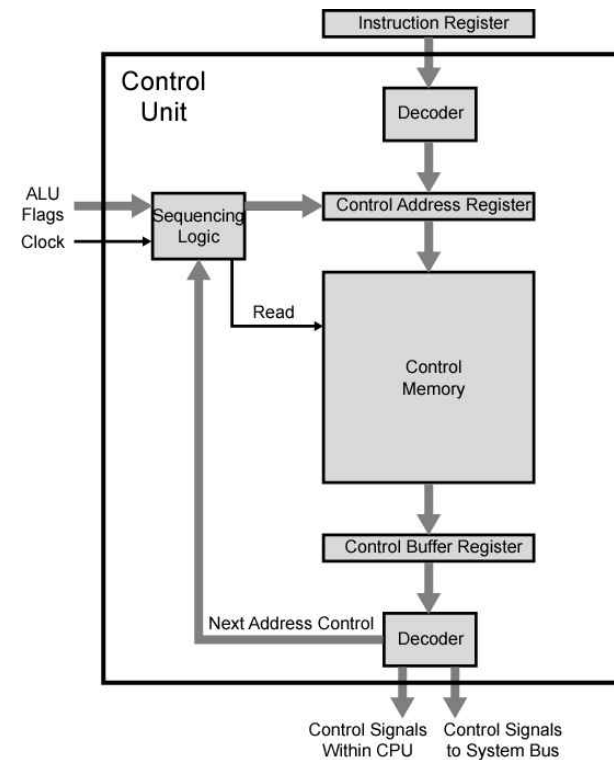 Instruction Register
Control
Unit
Decoder
ALU
Flags
Control Address Register
Sequencing
Logic
Clock
Read
Control
Memory
Control Buffer Register
Next Address Control
Decoder
Control Signals
Within CPU
Control Signals
to System Bus